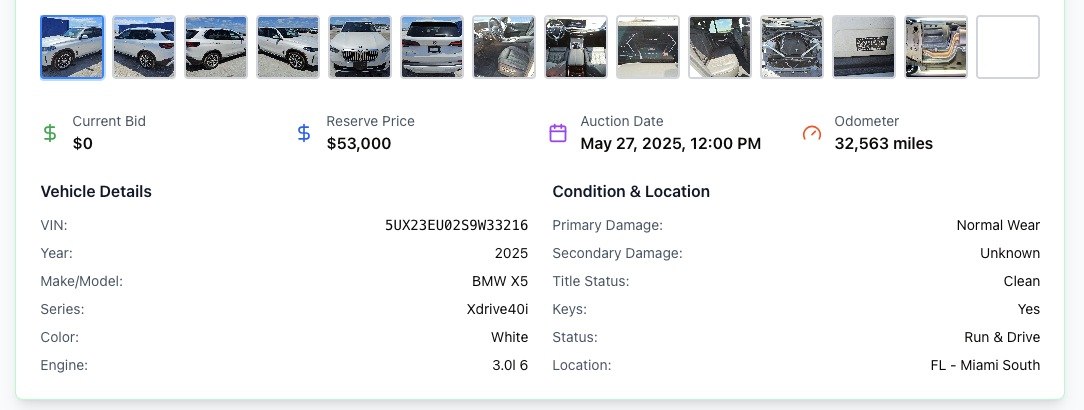 Current Bid
$0
Reserve Price
$53,000
Auction Date
May 27, 2025, 12:00 PM
Odometer
32,563 miles
Vehicle Details
VIN: 5UX23EU02S9W33216
Year: 2025
Make/Model: BMW X5
Series: Xdrive40i
Color: White
Engine: 3.0l 6
Condition & Location
Primary Damage: Normal Wear
Secondary Damage: Unknown
Title Status: Clean
Keys: Yes
Status: Run & Drive
Location: FL - Miami South